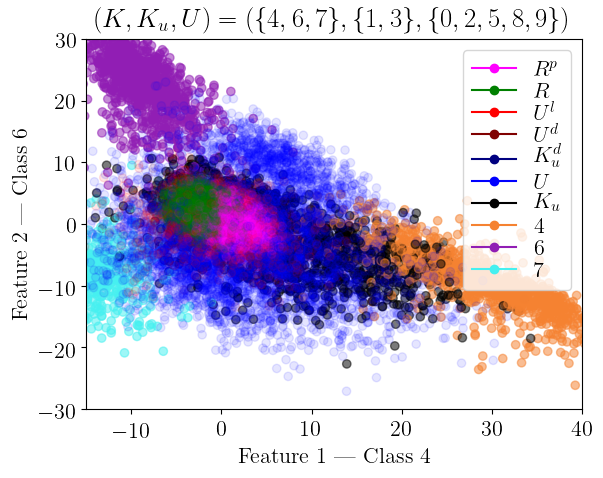 (K, K_u, U) = ({4, 6, 7}, {1, 3}, {0, 2, 5, 8, 9})
30
20
10
0
−10
−20
−30
Feature 2 — Class 6
R^p
R
U^l
U^d
K_u^d
U
K_u
4
6
7
−10
0
10
20
30
40
Feature 1 — Class 4